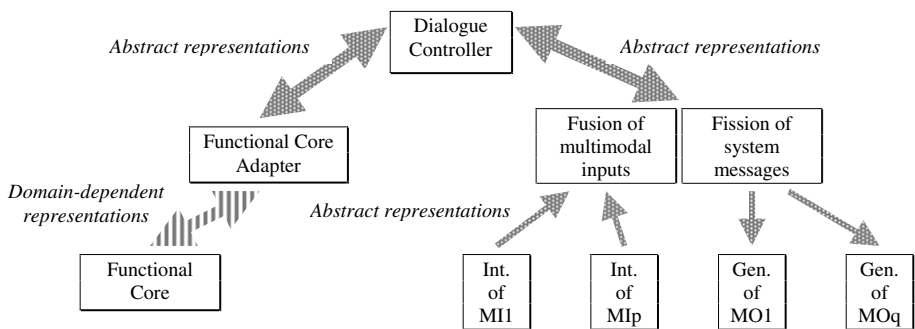 Dialogue
Controller
Abstract representations
Abstract representations
Functional Core
Adapter
Fusion of
multimodal
inputs
Fission of
system
messages
Domain-dependent
representations
Abstract representations
Functional
Core
Int.
of
MI1
Int.
of
MIp
Gen.
of
MO1
Gen.
of
MOq